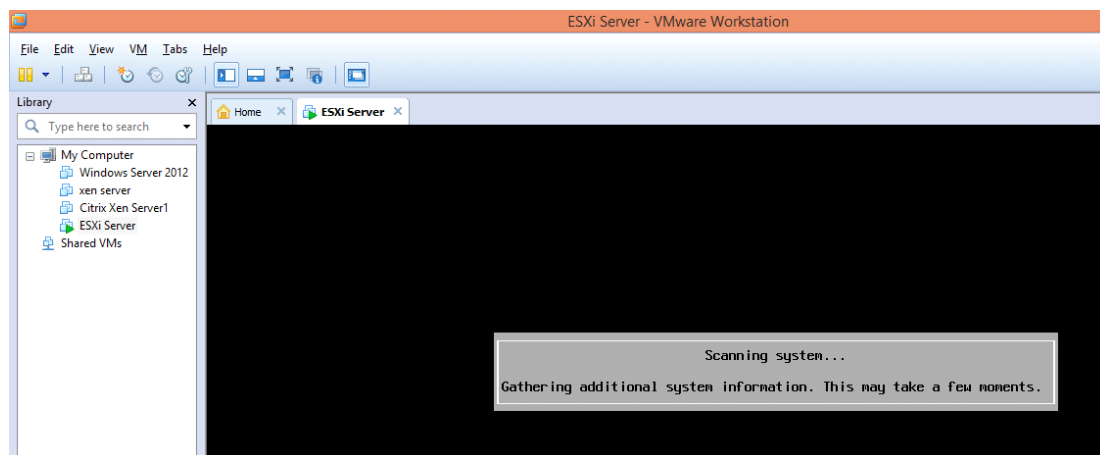 ESXi Server - VMware Workstation
File Edit View VM Tabs Help
Library
Home
ESXi Server
Type here to search
My Computer
Windows Server 2012
xen server
Citrix Xen Server1
ESXi Server
Shared VMs
Scanning system...
Gathering additional system information. This may take a few moments.